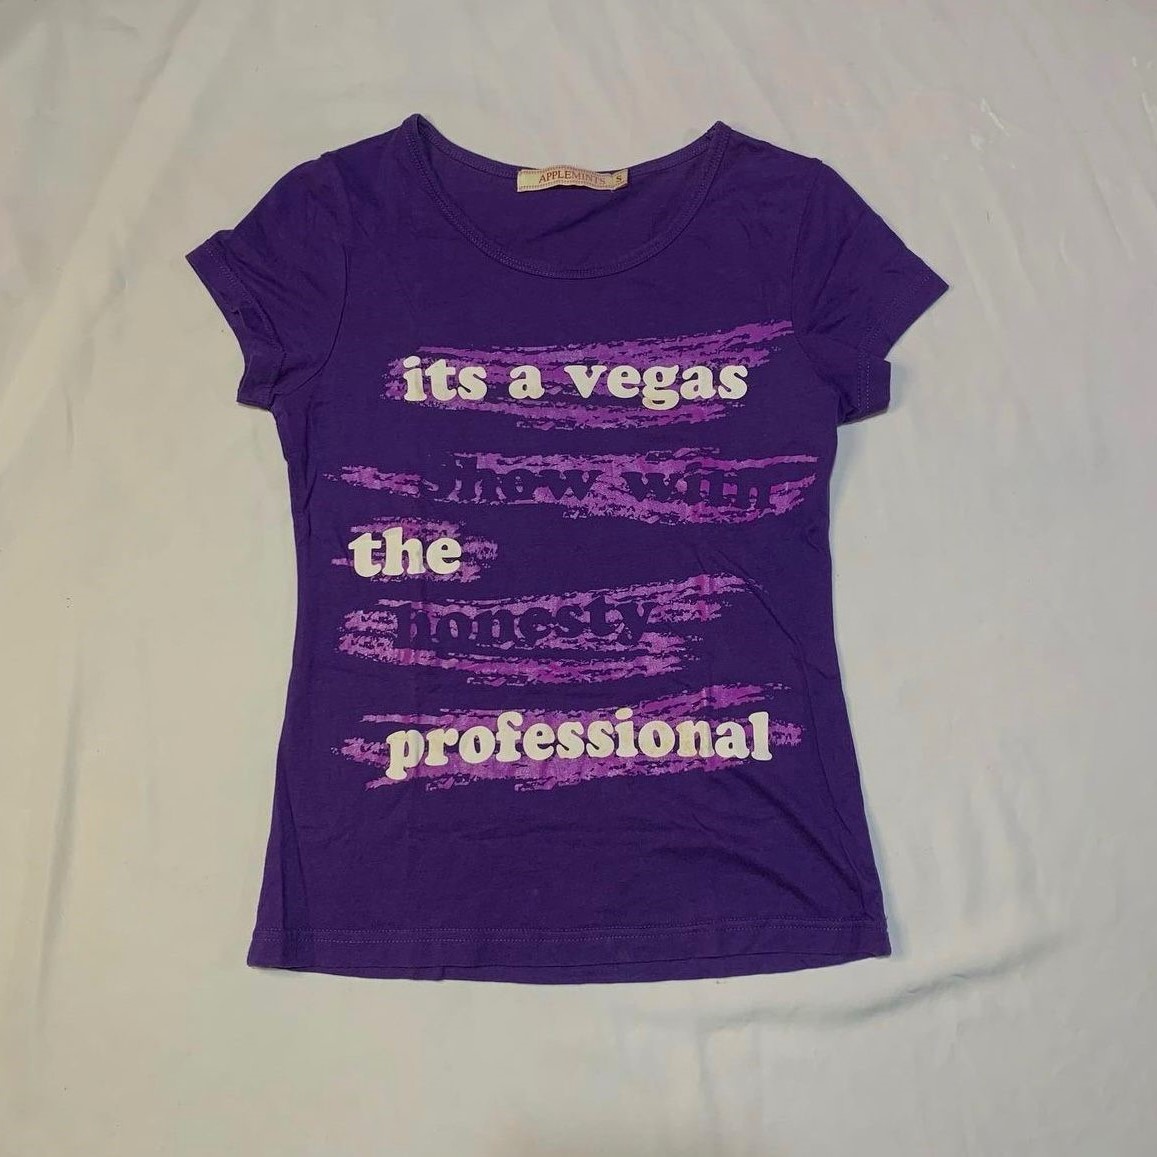 APPLEMINTS S
its a vegas
show with
the
honesty
professional